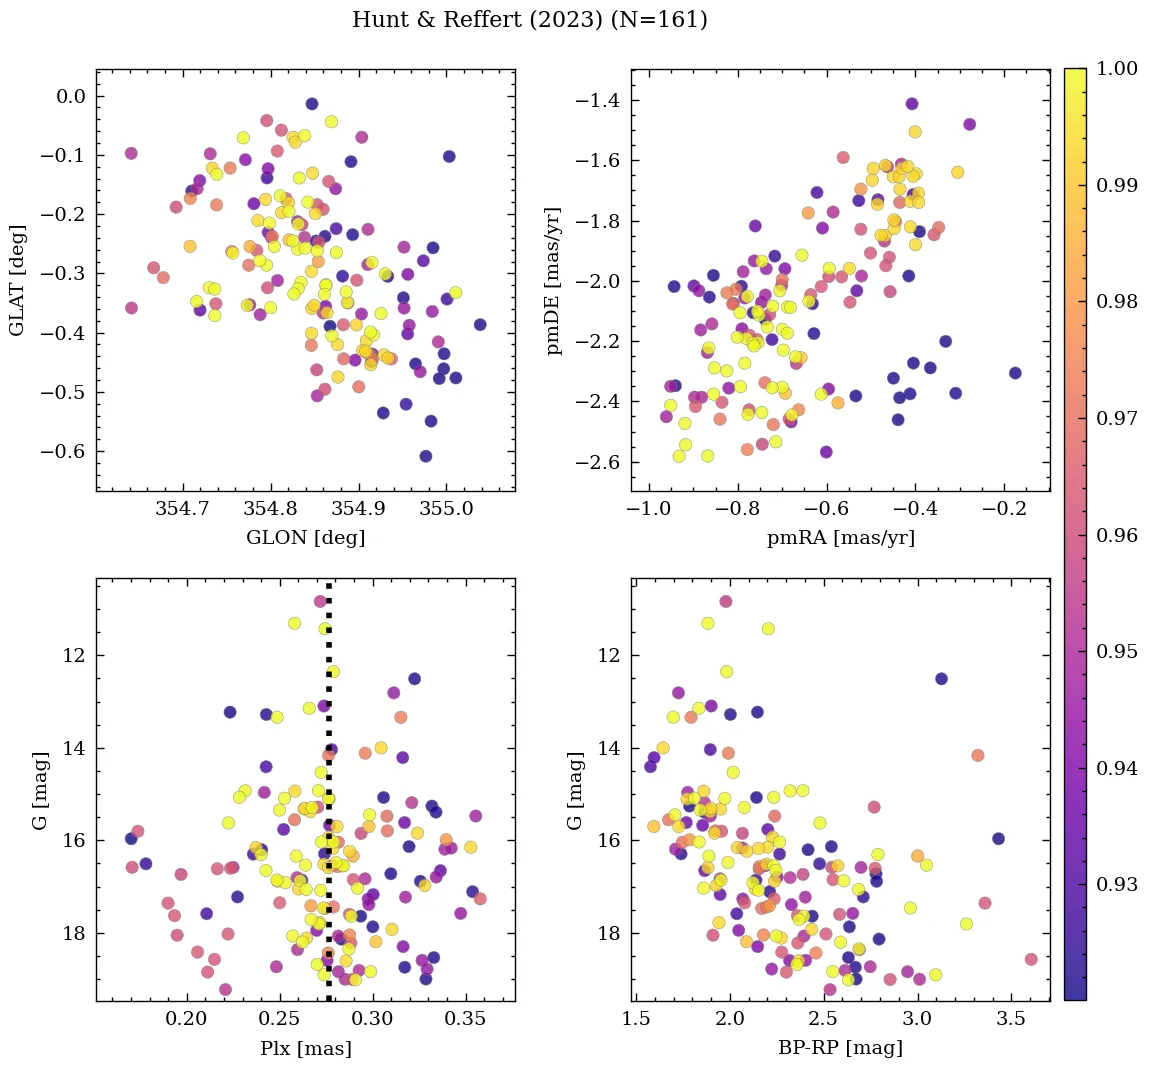 Hunt & Reffert (2023) (N=161)
0.0
−0.1
−0.2
−0.3
−0.4
−0.5
−0.6
GLAT [deg]
354.7 354.8 354.9 355.0
GLON [deg]
−1.4
−1.6
−1.8
−2.0
−2.2
−2.4
−2.6
pmDE [mas/yr]
−1.0 −0.8 −0.6 −0.4 −0.2
pmRA [mas/yr]
12
14
16
18
G [mag]
0.20 0.25 0.30 0.35
Plx [mas]
12
14
16
18
G [mag]
1.5 2.0 2.5 3.0 3.5
BP-RP [mag]
1.00
0.99
0.98
0.97
0.96
0.95
0.94
0.93